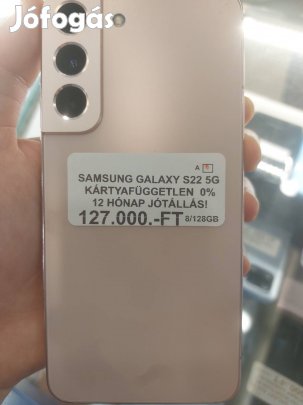 Jófogás
A
SAMSUNG GALAXY S22 5G
KÁRTYAFÜGGETLEN 0%
12 HÓNAP JÓTÁLLÁS!
127.000.-FT 8/128GB